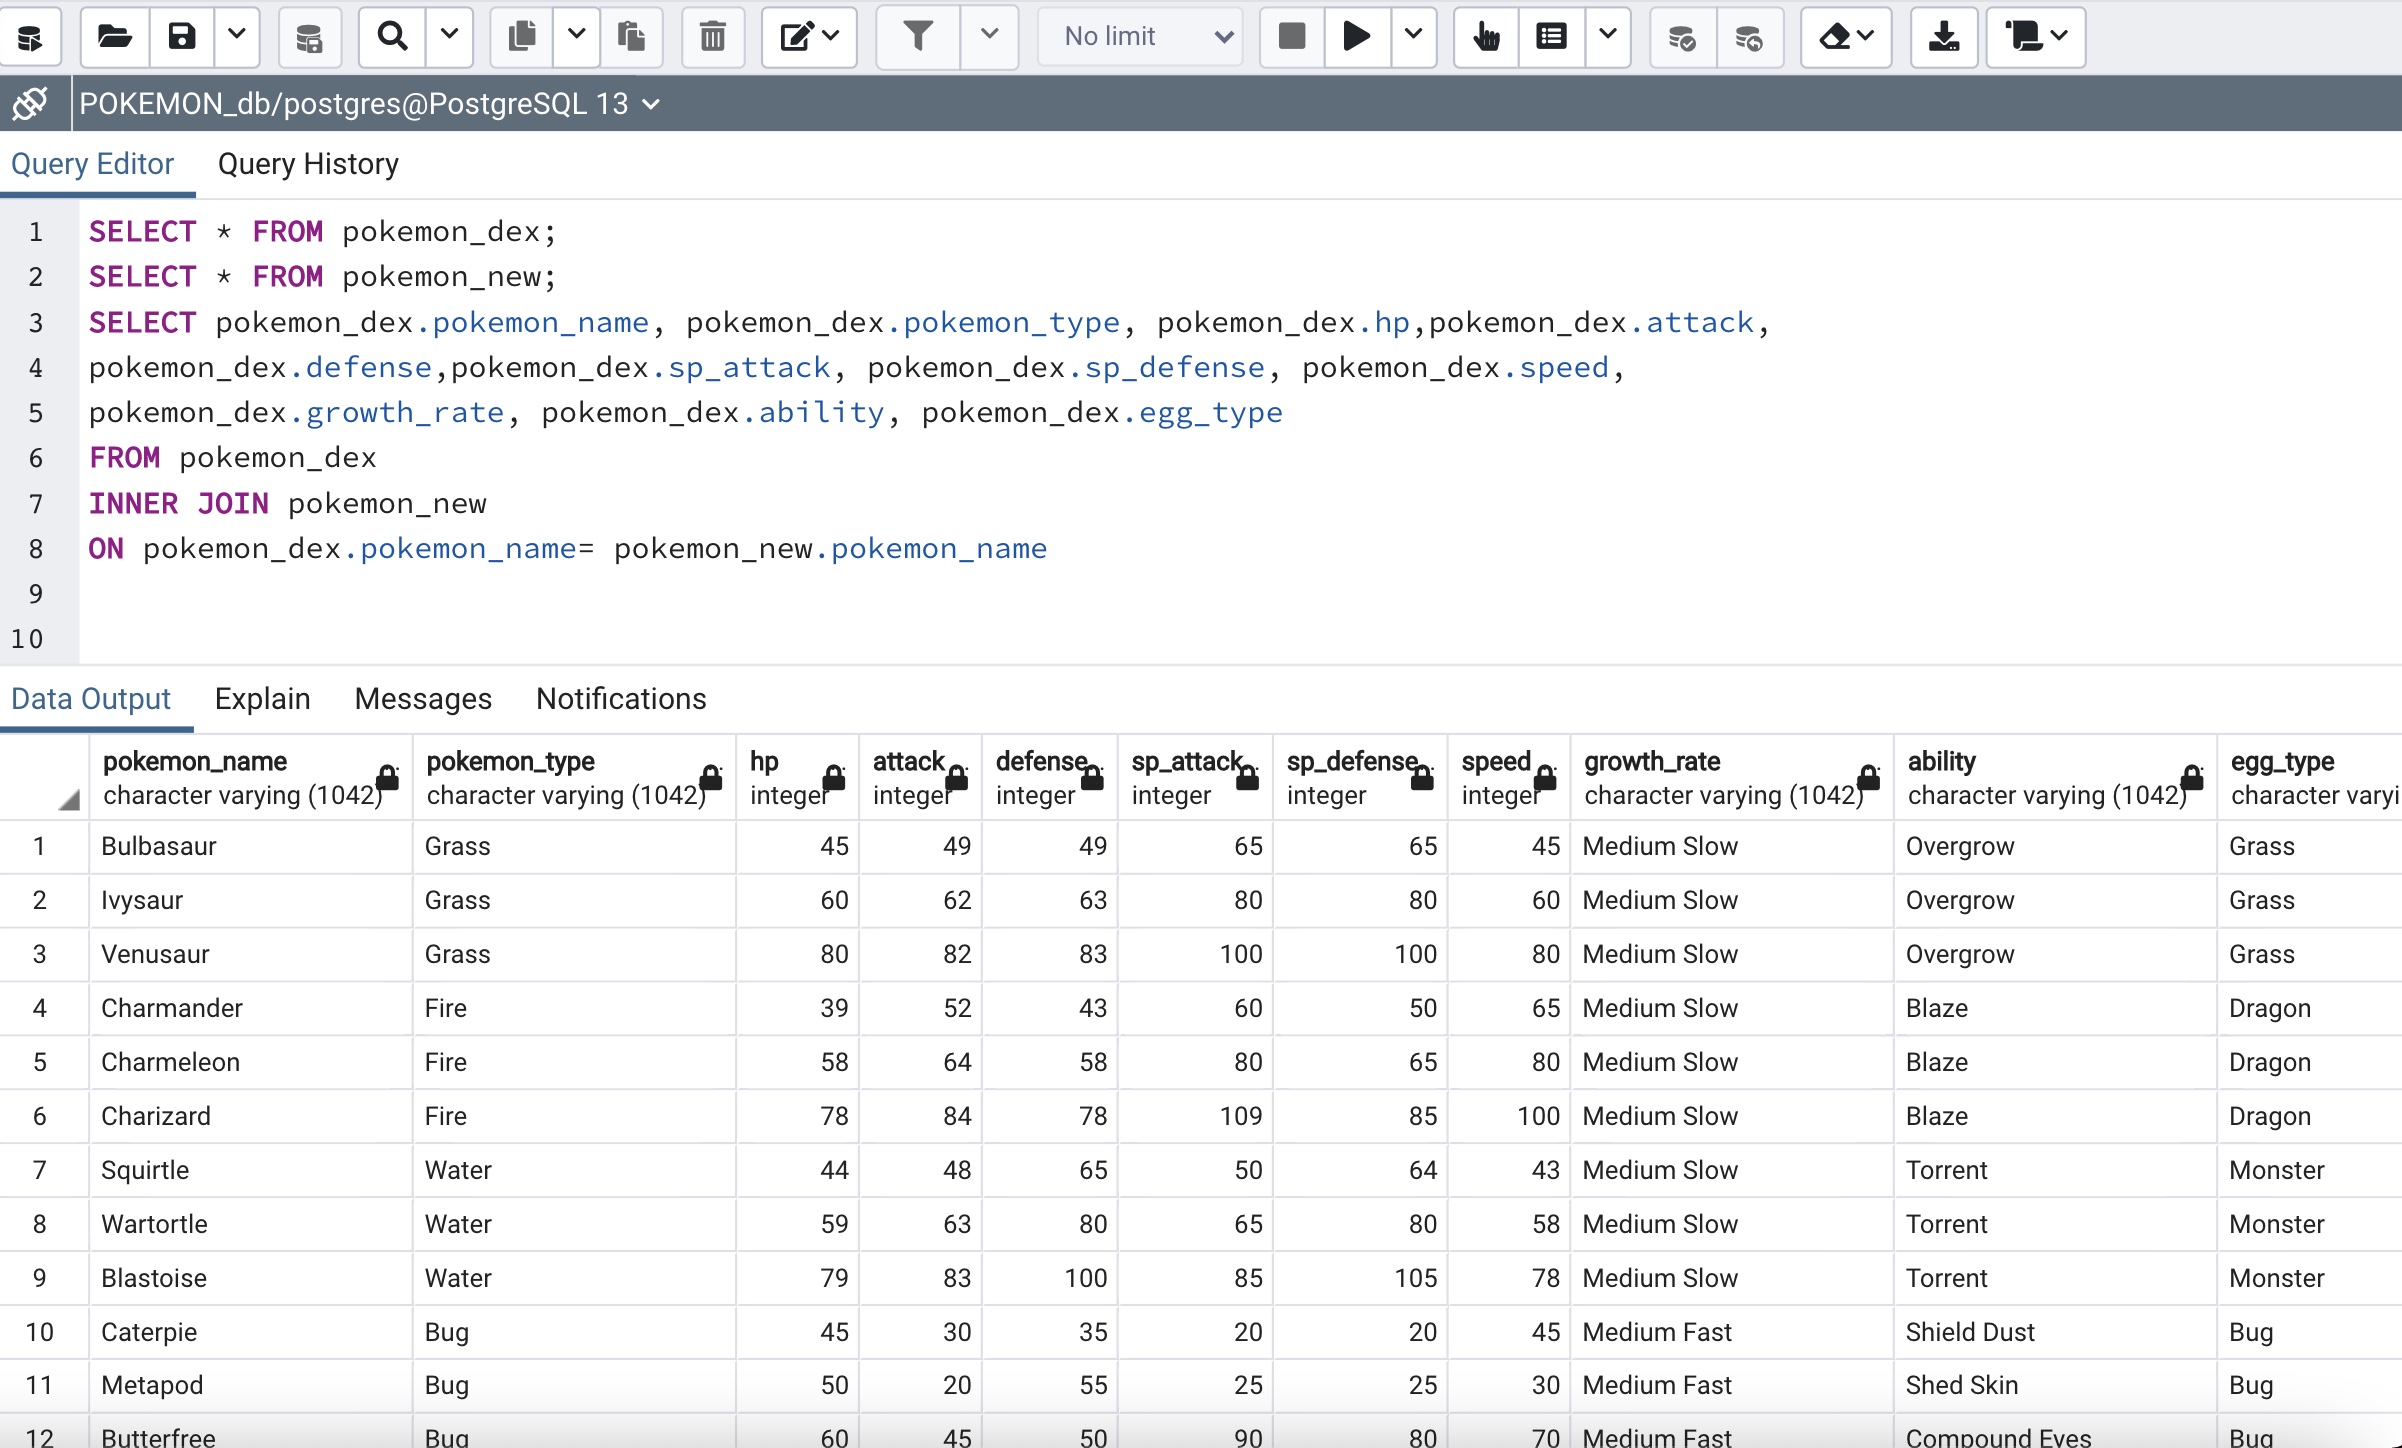 No limit
POKEMON_db/postgres@PostgreSQL 13
Query Editor Query History
1 SELECT * FROM pokemon_dex;
2 SELECT * FROM pokemon_new;
3 SELECT pokemon_dex.pokemon_name, pokemon_dex.pokemon_type, pokemon_dex.hp,pokemon_dex.attack,
4 pokemon_dex.defense,pokemon_dex.sp_attack, pokemon_dex.sp_defense, pokemon_dex.speed,
5 pokemon_dex.growth_rate, pokemon_dex.ability, pokemon_dex.egg_type
6 FROM pokemon_dex
7 INNER JOIN pokemon_new
8 ON pokemon_dex.pokemon_name= pokemon_new.pokemon_name
9
10
Data Output Explain Messages Notifications
pokemon_name pokemon_type hp attack defense sp_attack sp_defense speed growth_rate ability egg_type
character varying (1042) character varying (1042) integer integer integer integer integer integer character varying (1042) character varying (1042) character varyi
1 Bulbasaur Grass 45 49 49 65 65 45 Medium Slow Overgrow Grass
2 Ivysaur Grass 60 62 63 80 80 60 Medium Slow Overgrow Grass
3 Venusaur Grass 80 82 83 100 100 80 Medium Slow Overgrow Grass
4 Charmander Fire 39 52 43 60 50 65 Medium Slow Blaze Dragon
5 Charmeleon Fire 58 64 58 80 65 80 Medium Slow Blaze Dragon
6 Charizard Fire 78 84 78 109 85 100 Medium Slow Blaze Dragon
7 Squirtle Water 44 48 65 50 64 43 Medium Slow Torrent Monster
8 Wartortle Water 59 63 80 65 80 58 Medium Slow Torrent Monster
9 Blastoise Water 79 83 100 85 105 78 Medium Slow Torrent Monster
10 Caterpie Bug 45 30 35 20 20 45 Medium Fast Shield Dust Bug
11 Metapod Bug 50 20 55 25 25 30 Medium Fast Shed Skin Bug
12 Butterfree Bug 60 45 50 90 80 70 Medium Fast Compound Eyes Bug